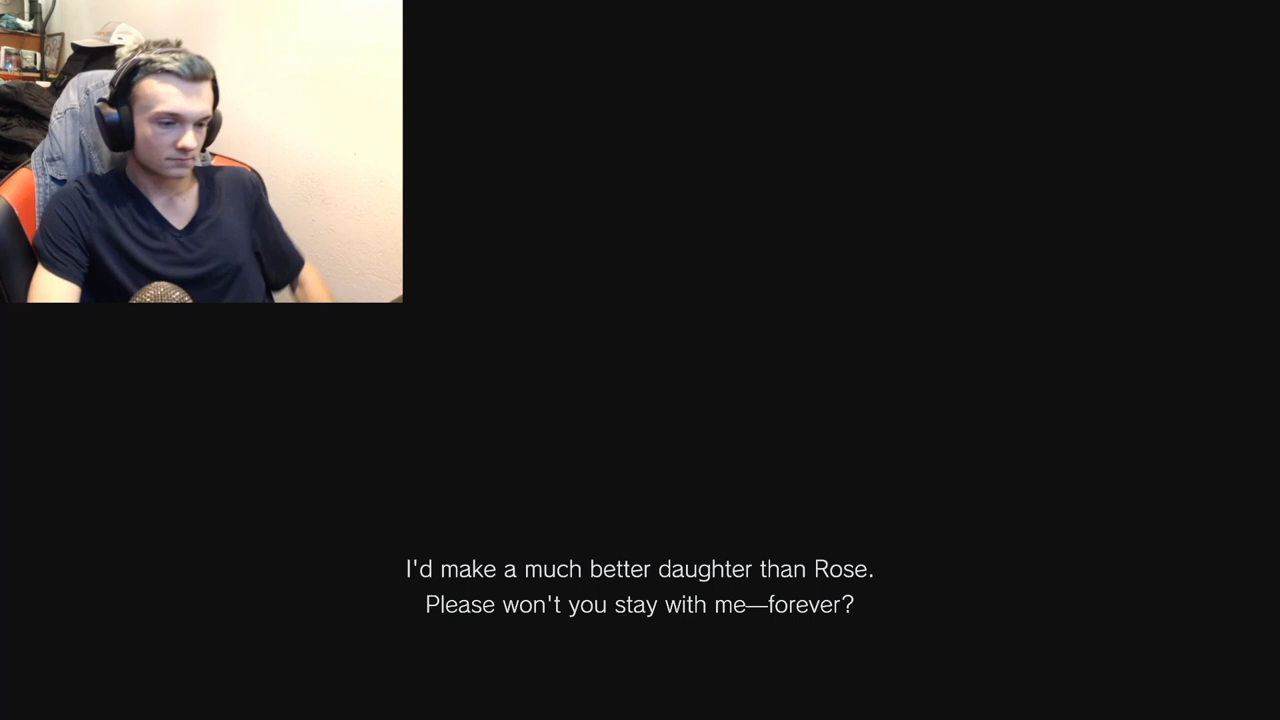 I'd make a much better daughter than Rose.
Please won't you stay with me—forever?